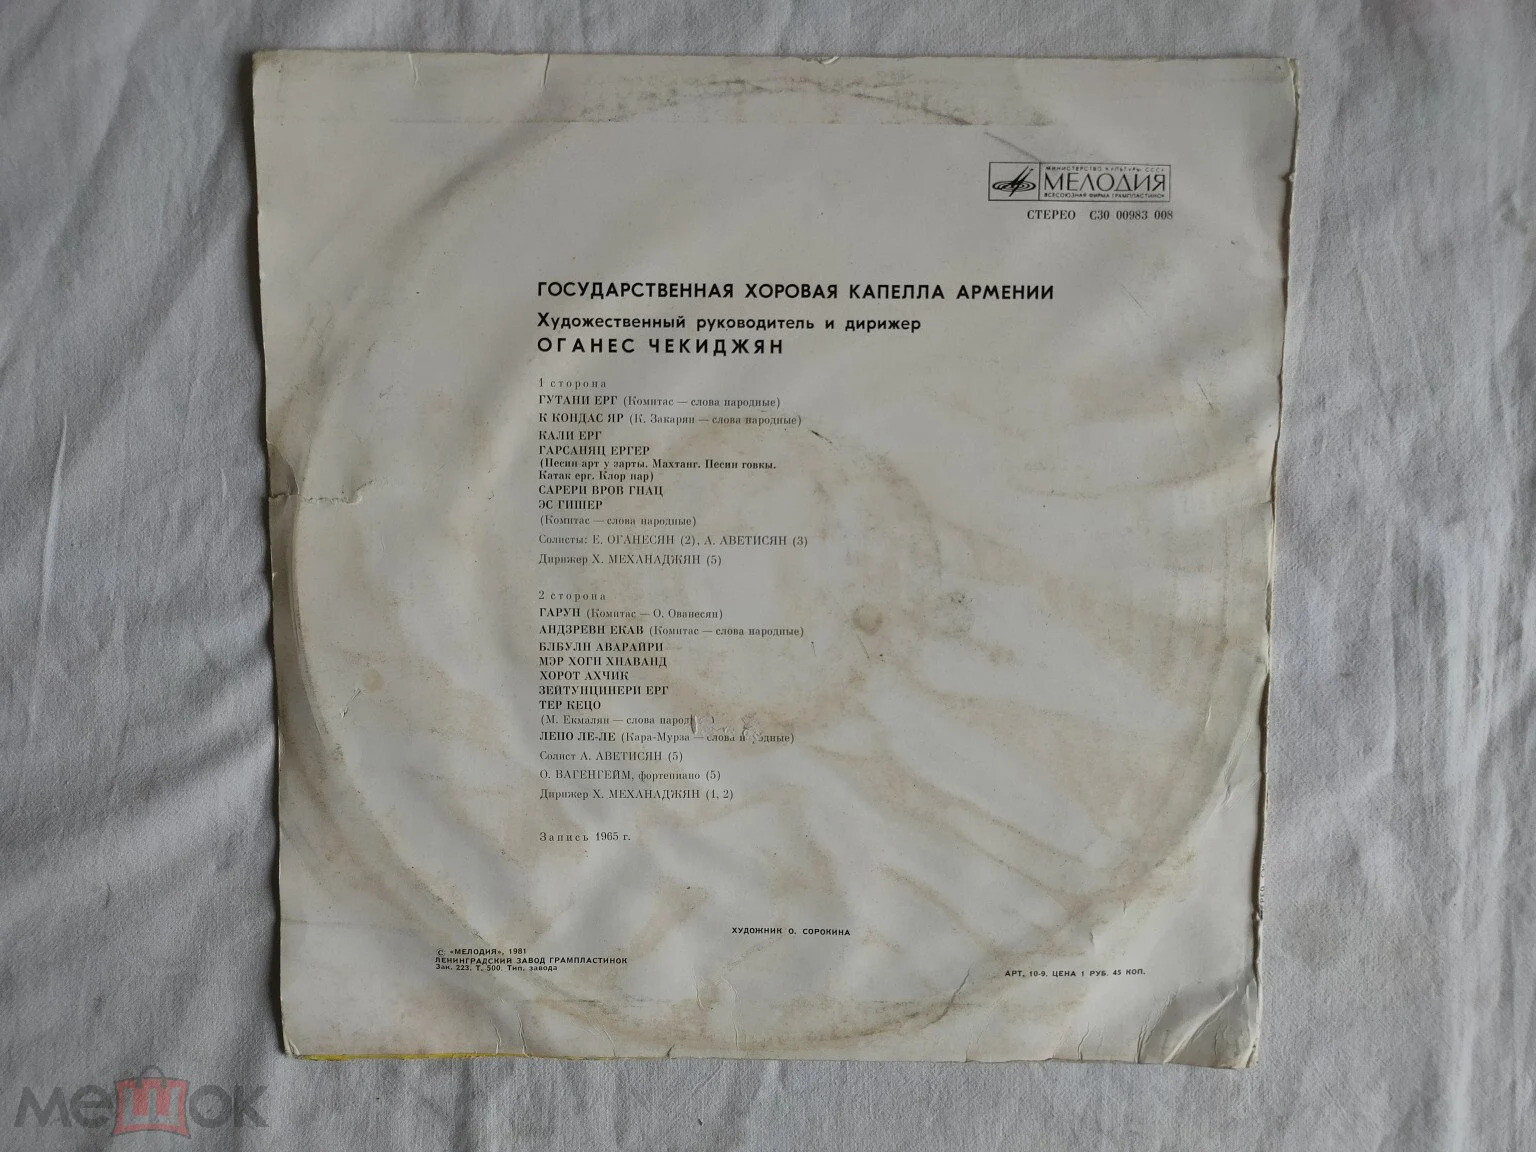 МИНИСТЕРСТВО КУЛЬТУРЫ СССР
МЕЛОДИЯ
ВСЕСОЮЗНАЯ ФИРМА ГРАМПЛАСТИНОК
СТЕРЕО С30 00983 008
ГОСУДАРСТВЕННАЯ ХОРОВАЯ КАПЕЛЛА АРМЕНИИ
Художественный руководитель и дирижер
ОГАНЕС ЧЕКИДЖЯН
1 сторона
ГУТАНИ ЕРГ (Комитас — слова народные)
К КОНДАС ЯР (К. Закарян — слова народные)
КАЛИ ЕРГ
ГАРСАНЯЦ ЕРГЕР
(Песни арт у зарты. Махтанг. Песни говкы.
Катак ерг. Клор пар)
САРЕРИ ВРОВ ГНАЦ
ЭС ГИШЕР
(Комитас — слова народные)
Солисты: Е. ОГАНЕСЯН (2), А. АВЕТИСЯН (3)
Дирижер Х. МЕХАНАДЖЯН (5)
2 сторона
ГАРУН (Комитас — О. Ованесян)
АНДЗРЕВН ЕКАВ (Комитас — слова народные)
БЛБУЛН АВАРАЙРИ
МЭР ХОГН ХНАВАНД
ХОРОТ АХЧИК
ЗЕЙТУНЦИНЕРИ ЕРГ
ТЕР КЕЦО
(М. Екмалян — слова народ
ЛЕПО ЛЕ-ЛЕ (Кара-Мурза — слова народные)
Солист А. АВЕТИСЯН (5)
О. ВАГЕНГЕЙМ, фортепиано (5)
Дирижер Х. МЕХАНАДЖЯН (1, 2)
Запись 1965 г.
ХУДОЖНИК О. СОРОКИНА
© «МЕЛОДИЯ», 1981
ЛЕНИНГРАДСКИЙ ЗАВОД ГРАМПЛАСТИНОК
Зак. 223. Т. 500. Тип. завода
АРТ. 10-9. ЦЕНА 1 РУБ. 45 КОП.
мешок